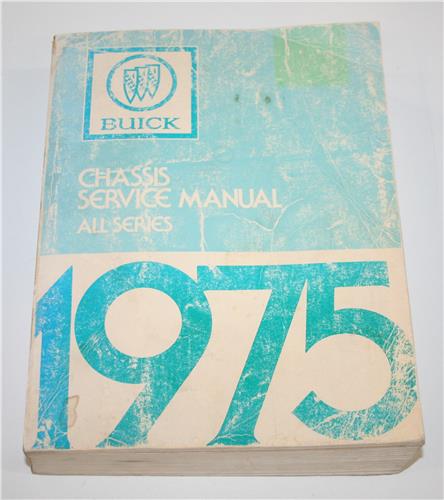 BUICK
CHASSIS
SERVICE MANUAL
ALL SERIES
1975